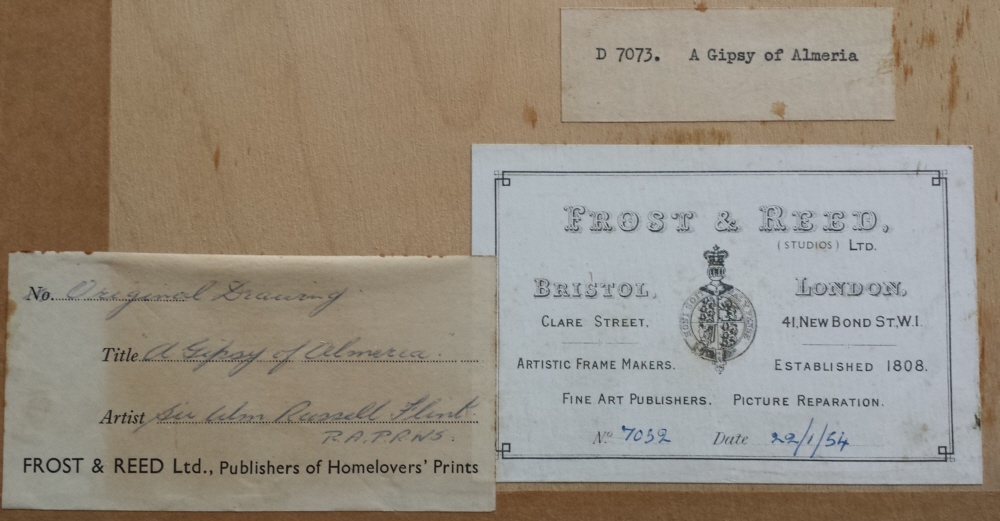 D 7073. A Gipsy of Almeria
FROST & REED,
(STUDIOS) LTD.
BRISTOL, LONDON,
CLARE STREET, 41, NEW BOND ST, W.1.
ARTISTIC FRAME MAKERS. ESTABLISHED 1808.
FINE ART PUBLISHERS. PICTURE REPARATION.
No 7032 Date 22/1/54
No. Original Drawing
Title A Gipsy of Almeria.
Artist Sir Wm Russell Flint.
R.A. P.R.W.S.
FROST & REED Ltd., Publishers of Homelovers' Prints